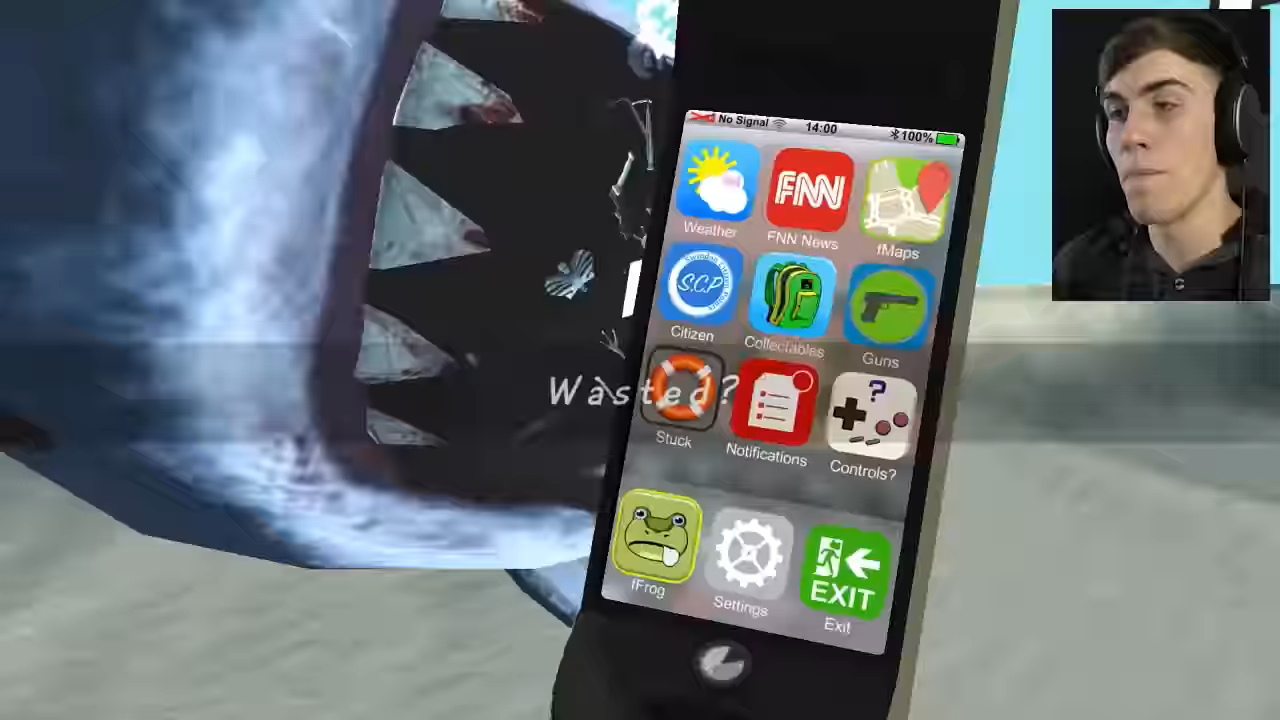 No Signal 14:00 100%
FNN
Weather FNN News fMaps
S.C.P
Citizen Collectables Guns
Wasted?
?
Stuck Notifications Controls?
EXIT
fFrog Settings Exit